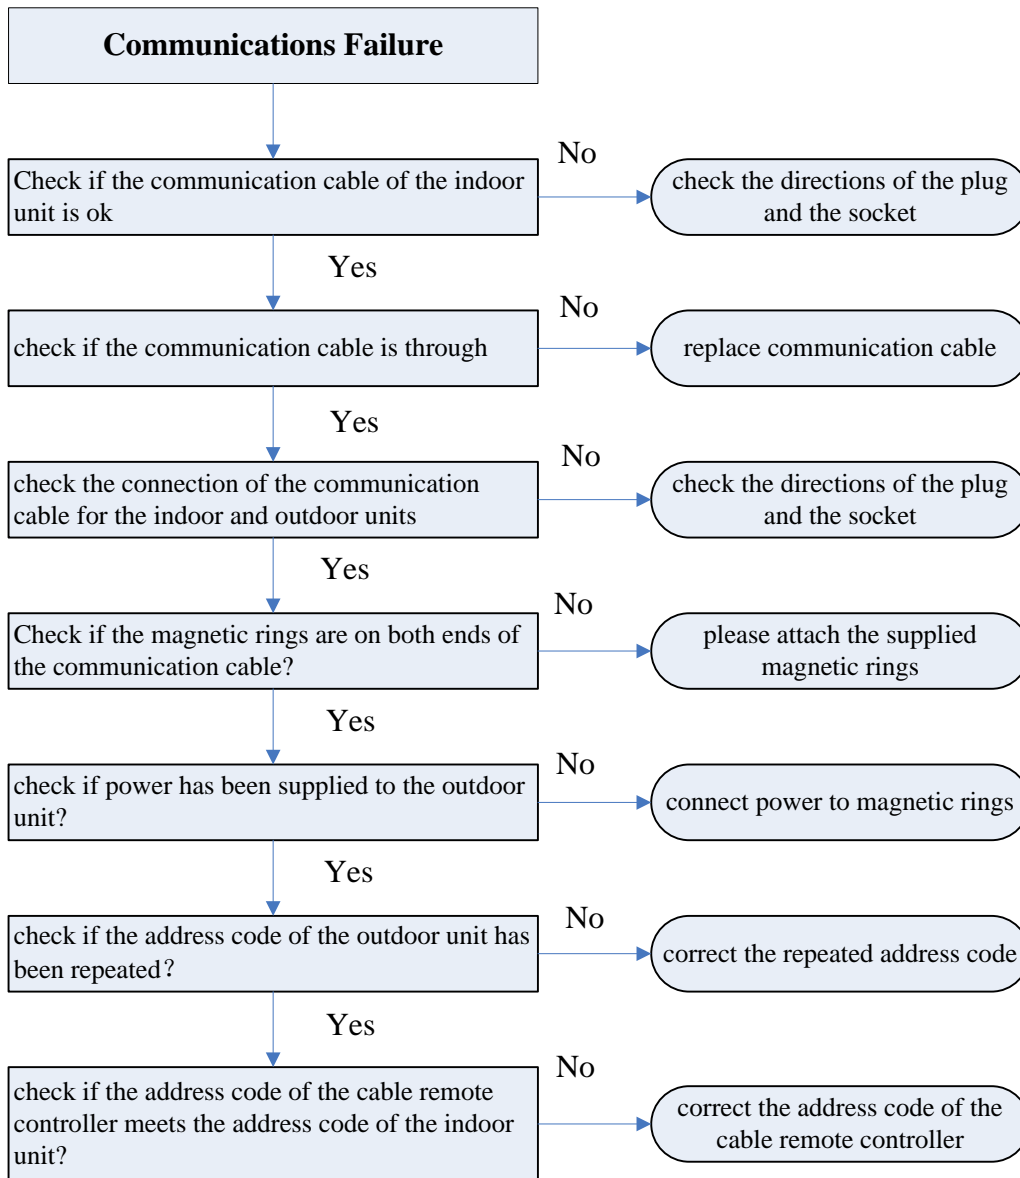 Communications Failure
No
Check if the communication cable of the indoor
unit is ok
check the directions of the plug
and the socket
Yes
No
check if the communication cable is through
replace communication cable
Yes
No
check the connection of the communication
cable for the indoor and outdoor units
check the directions of the plug
and the socket
Yes
No
Check if the magnetic rings are on both ends of
the communication cable?
please attach the supplied
magnetic rings
Yes
No
check if power has been supplied to the outdoor
unit?
connect power to magnetic rings
Yes
No
check if the address code of the outdoor unit has
been repeated？
correct the repeated address code
Yes
No
check if the address code of the cable remote
controller meets the address code of the indoor
unit?
correct the address code of the
cable remote controller